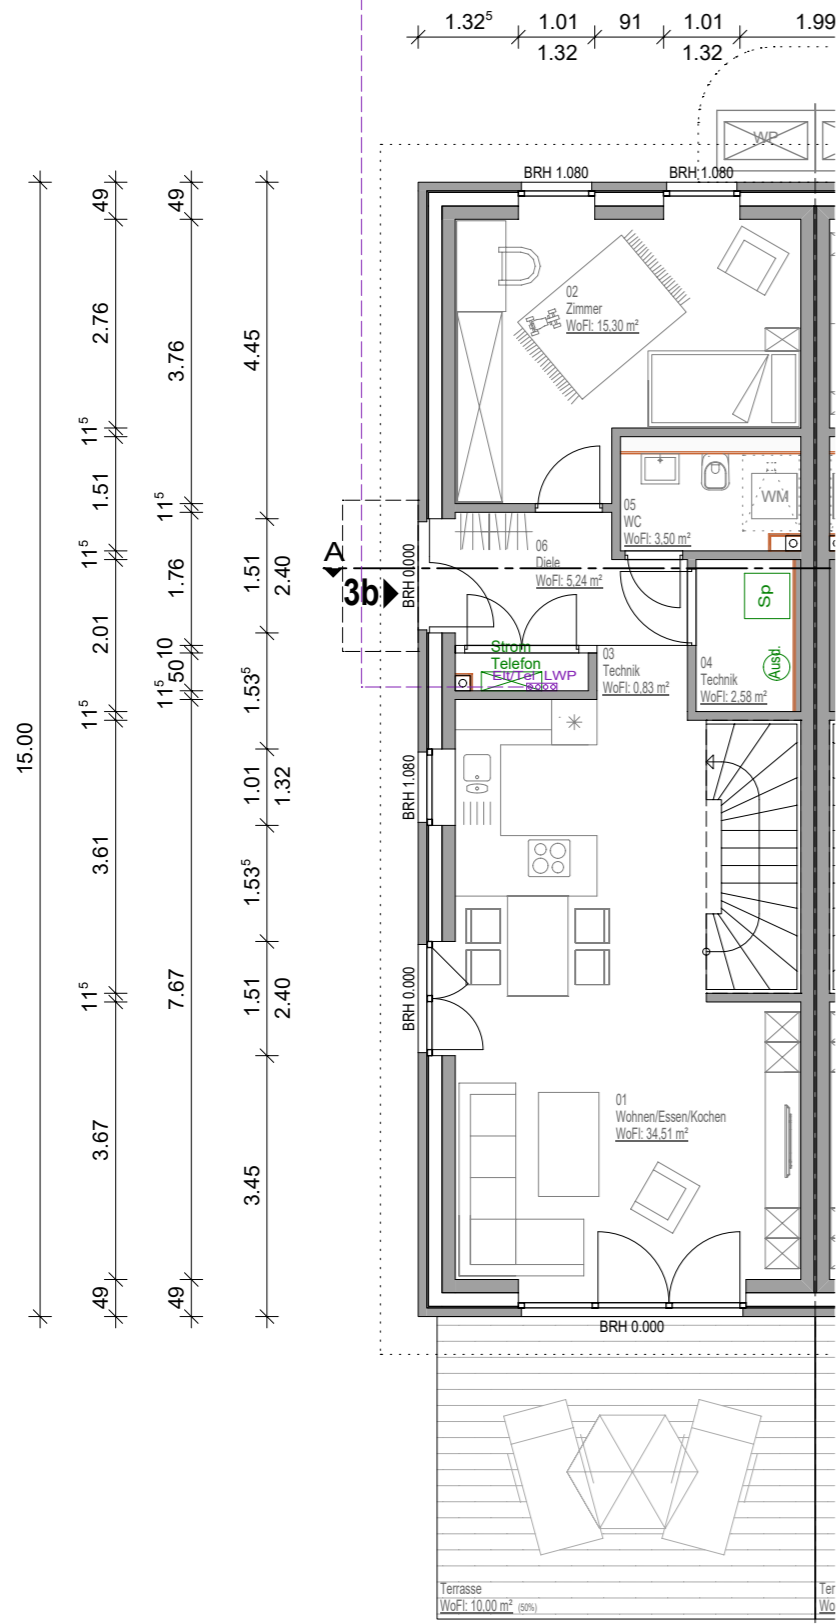 1.32⁵ 1.01 91 1.01 1.99
1.32 1.32
WP
BRH 1.080 BRH 1.080
49 49
2.76
3.76
4.45
02
Zimmer
WoFl: 15,30 m²
11⁵
1.51
11⁵
05
WC
WoFl: 3,50 m²
WM
11⁵
1.76
1.51
2.40
A
3b
BRH 0.000
06
Diele
WoFl: 5,24 m²
Sp
2.01
10
50
11⁵
11⁵
1.53⁵
Strom
Telefon
Elt/Tel LWP
03
Technik
WoFl: 0,83 m²
04
Technik
WoFl: 2,58 m²
Ausd.
15.00
1.01
1.32
BRH 1.080
3.61
1.53⁵
11⁵
7.67
1.51
2.40
BRH 0.000
3.67
3.45
01
Wohnen/Essen/Kochen
WoFl: 34,51 m²
49 49
BRH 0.000
Terrasse
WoFl: 10,00 m² (50%)
Ter
Wo